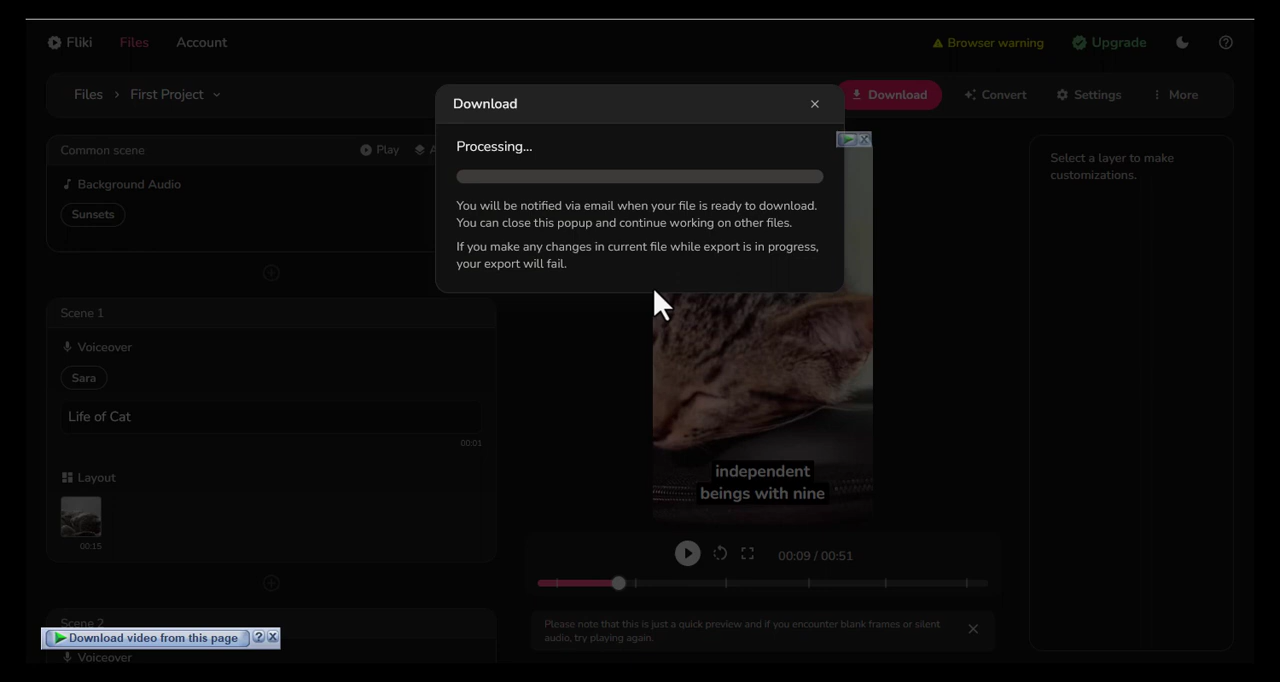 Fliki
Files
Account
Browser warning
Upgrade
Files > First Project
Download
Convert
Settings
More
Download
Processing...
You will be notified via email when your file is ready to download.
You can close this popup and continue working on other files.
If you make any changes in current file while export is in progress,
your export will fail.
Common scene
Play
A
Background Audio
Sunsets
Scene 1
Voiceover
Sara
Life of Cat
00:01
Layout
00:15
Scene 2
Voiceover
independent
beings with nine
00:09 / 00:51
Please note that this is just a quick preview and if you encounter blank frames or silent
audio, try playing again.
Select a layer to make
customizations.
Download video from this page